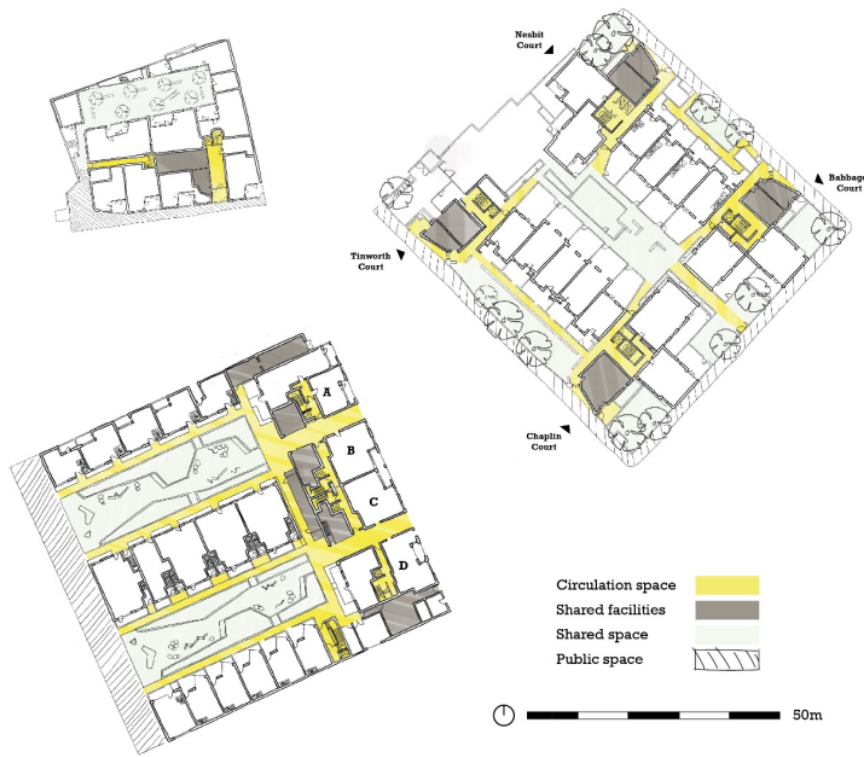 Nesbit
Court
Babbage
Court
Tinworth
Court
Chaplin
Court
A
B
C
D
Circulation space
Shared facilities
Shared space
Public space
50m